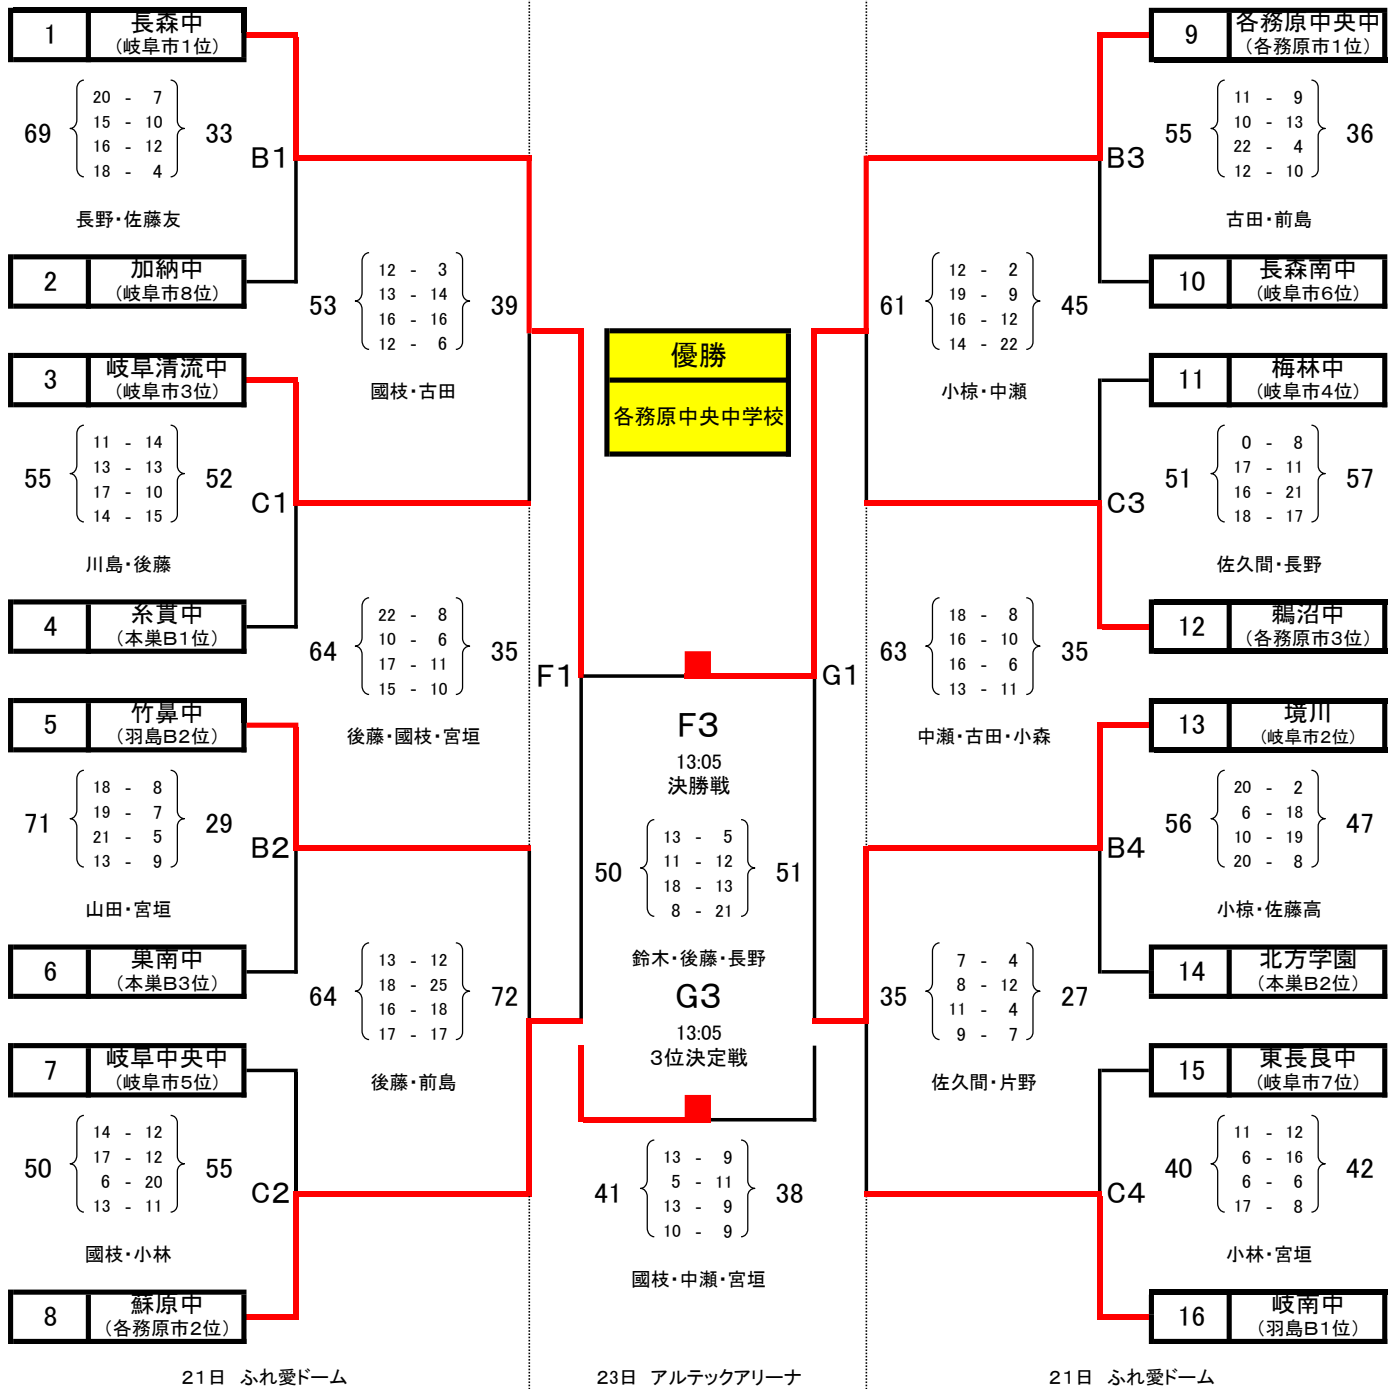 1 長森中
(岐阜市1位)
69 20 - 7 33
15 - 10
16 - 12
18 - 4
B1
長野・佐藤友
2 加納中
(岐阜市8位)
53 12 - 3 39
13 - 14
16 - 16
12 - 6
國枝・古田
3 岐阜清流中
(岐阜市3位)
55 11 - 14 52
13 - 13
17 - 10
14 - 15
C1
川島・後藤
4 糸貫中
(本巣B1位)
64 22 - 8 35
10 - 6
17 - 11
15 - 10
F1
後藤・國枝・宮垣
5 竹鼻中
(羽島B2位)
71 18 - 8 29
19 - 7
21 - 5
13 - 9
B2
山田・宮垣
6 巣南中
(本巣B3位)
64 13 - 12 72
18 - 25
16 - 18
17 - 17
後藤・前島
7 岐阜中央中
(岐阜市5位)
50 14 - 12 55
17 - 12
6 - 20
13 - 11
C2
國枝・小林
8 蘇原中
(各務原市2位)
21日 ふれ愛ドーム
優勝
各務原中央中学校
F3
13:05
決勝戦
50 13 - 5 51
11 - 12
18 - 13
8 - 21
鈴木・後藤・長野
G3
13:05
3位決定戦
41 13 - 9 38
5 - 11
13 - 9
10 - 9
國枝・中瀬・宮垣
23日 アルテックアリーナ
9 各務原中央中
(各務原市1位)
55 11 - 9 36
10 - 13
22 - 4
12 - 10
B3
古田・前島
10 長森南中
(岐阜市6位)
61 12 - 2 45
19 - 9
16 - 12
14 - 22
小椋・中瀬
11 梅林中
(岐阜市4位)
51 0 - 8 57
17 - 11
16 - 21
18 - 17
C3
佐久間・長野
12 鵜沼中
(各務原市3位)
63 18 - 8 35
16 - 10
16 - 6
13 - 11
G1
中瀬・古田・小森
13 境川
(岐阜市2位)
56 20 - 2 47
6 - 18
10 - 19
20 - 8
B4
小椋・佐藤高
14 北方学園
(本巣B2位)
35 7 - 4 27
8 - 12
11 - 4
9 - 7
佐久間・片野
15 東長良中
(岐阜市7位)
40 11 - 12 42
6 - 16
6 - 6
17 - 8
C4
小林・宮垣
16 岐南中
(羽島B1位)
21日 ふれ愛ドーム